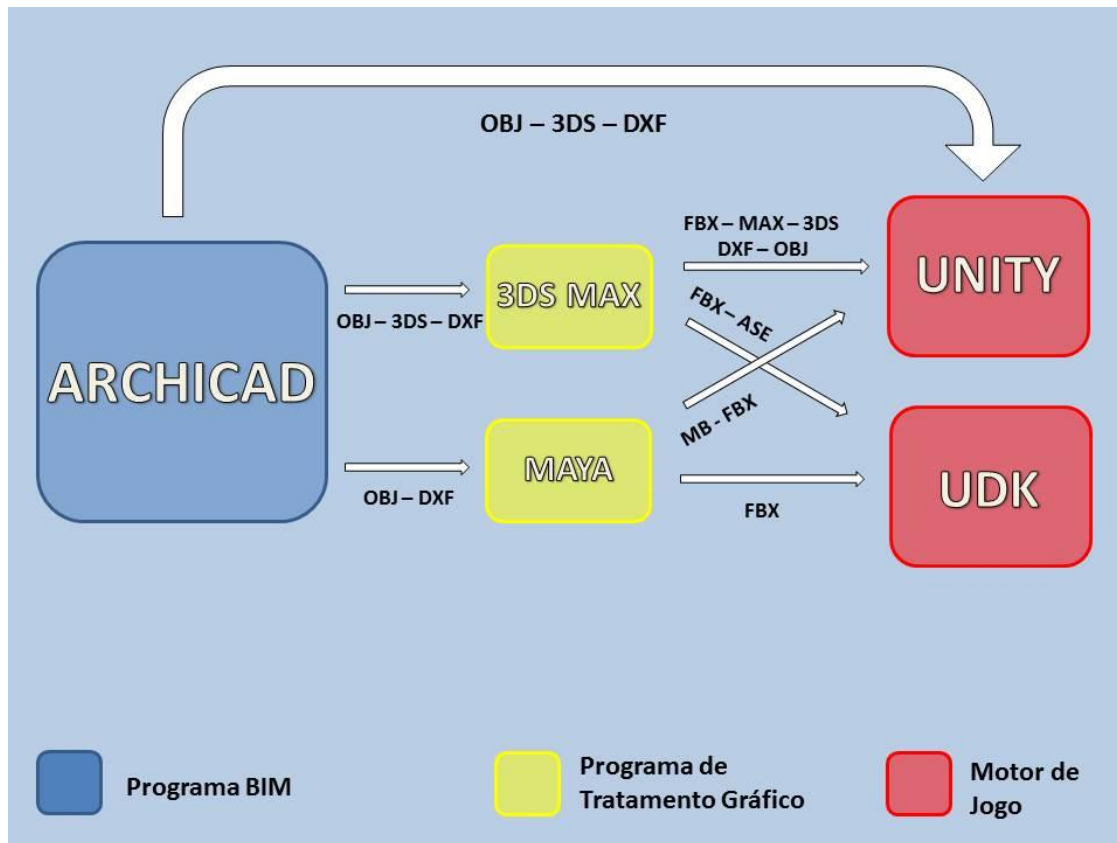 OBJ – 3DS – DXF
FBX – MAX – 3DS
DXF – OBJ
UNITY
3DS MAX
FBX – ASE
OBJ – 3DS – DXF
ARCHICAD
MB - FBX
MAYA
UDK
OBJ – DXF
FBX
Programa BIM
Programa de
Tratamento Gráfico
Motor de
Jogo